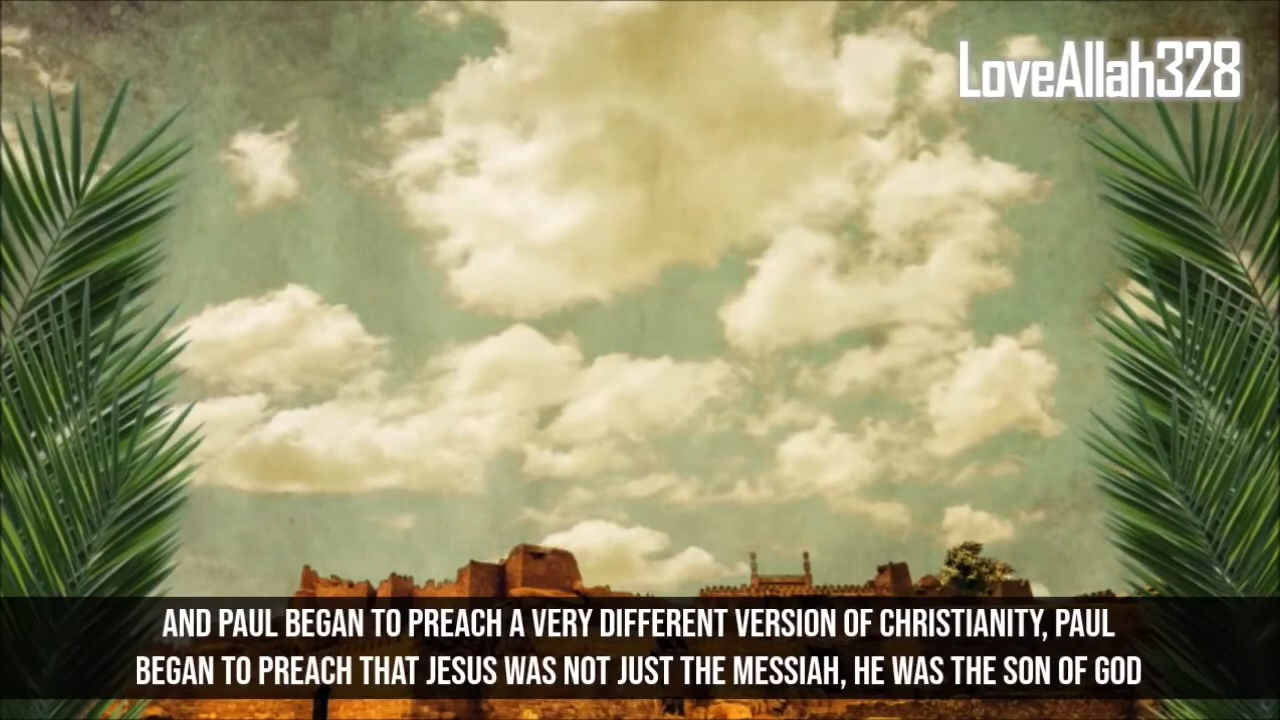 LoveAllah328
AND PAUL BEGAN TO PREACH A VERY DIFFERENT VERSION OF CHRISTIANITY, PAUL
BEGAN TO PREACH THAT JESUS WAS NOT JUST THE MESSIAH, HE WAS THE SON OF GOD